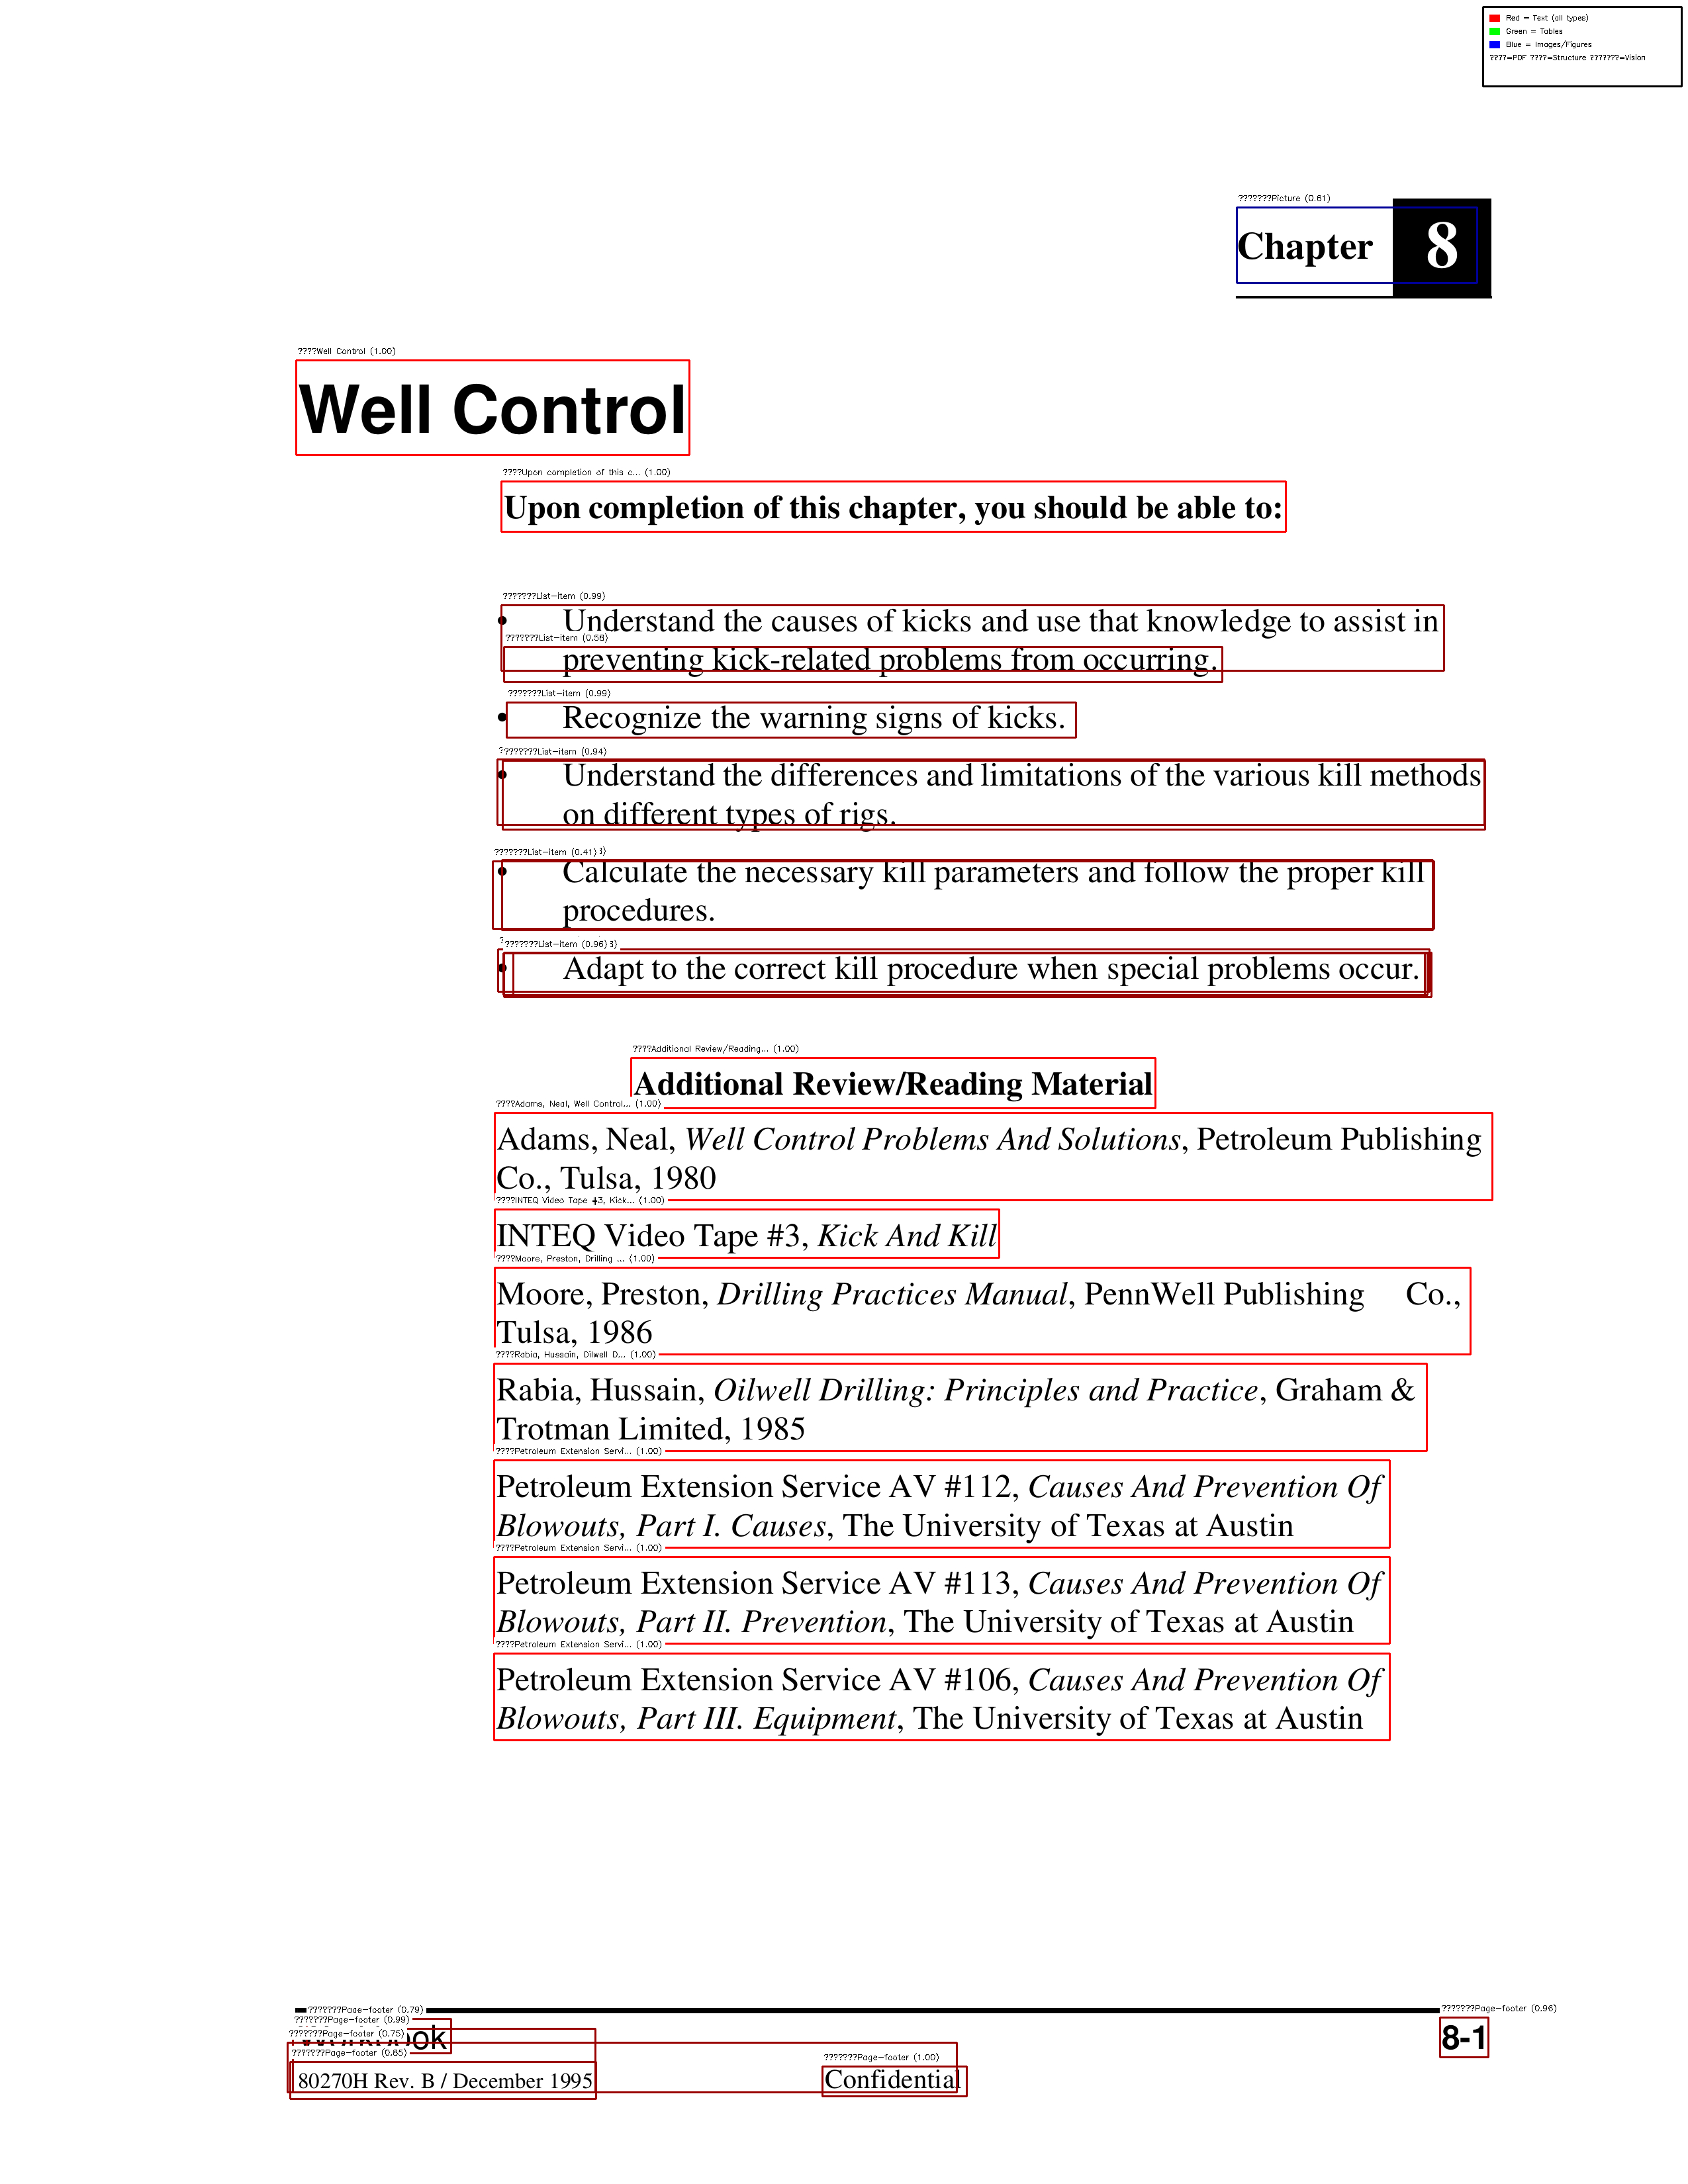 Red = Text (all types)
Green = Tables
Blue = Images/Figures
????=PDF ????=Structure ???????=Vision
???????Picture (0.61)
Chapter 8
????Well Control (1.00)
Well Control
????Upon completion of this c... (1.00)
Upon completion of this chapter, you should be able to:
???????List-item (0.99)
• Understand the causes of kicks and use that knowledge to assist in
???????List-item (0.58)
preventing kick-related problems from occurring.
???????List-item (0.99)
• Recognize the warning signs of kicks.
???????List-item (0.94)
• Understand the differences and limitations of the various kill methods
on different types of rigs.
???????List-item (0.41)
• Calculate the necessary kill parameters and follow the proper kill
procedures.
???????List-item (0.96)
• Adapt to the correct kill procedure when special problems occur.
????Additional Review/Reading... (1.00)
Additional Review/Reading Material
????Adams, Neal, Well Control... (1.00)
Adams, Neal, Well Control Problems And Solutions, Petroleum Publishing
Co., Tulsa, 1980
????INTEQ Video Tape #3, Kick... (1.00)
INTEQ Video Tape #3, Kick And Kill
????Moore, Preston, Drilling ... (1.00)
Moore, Preston, Drilling Practices Manual, PennWell Publishing Co.,
Tulsa, 1986
????Rabia, Hussain, Oilwell D... (1.00)
Rabia, Hussain, Oilwell Drilling: Principles and Practice, Graham &
Trotman Limited, 1985
????Petroleum Extension Servi... (1.00)
Petroleum Extension Service AV #112, Causes And Prevention Of
Blowouts, Part I. Causes, The University of Texas at Austin
????Petroleum Extension Servi... (1.00)
Petroleum Extension Service AV #113, Causes And Prevention Of
Blowouts, Part II. Prevention, The University of Texas at Austin
????Petroleum Extension Servi... (1.00)
Petroleum Extension Service AV #106, Causes And Prevention Of
Blowouts, Part III. Equipment, The University of Texas at Austin
???????Page-footer (0.79)
???????Page-footer (0.96)
???????Page-footer (0.99)
???????Page-footer (0.75)
8-1
???????Page-footer (0.85)
???????Page-footer (1.00)
80270H Rev. B / December 1995
Confidential